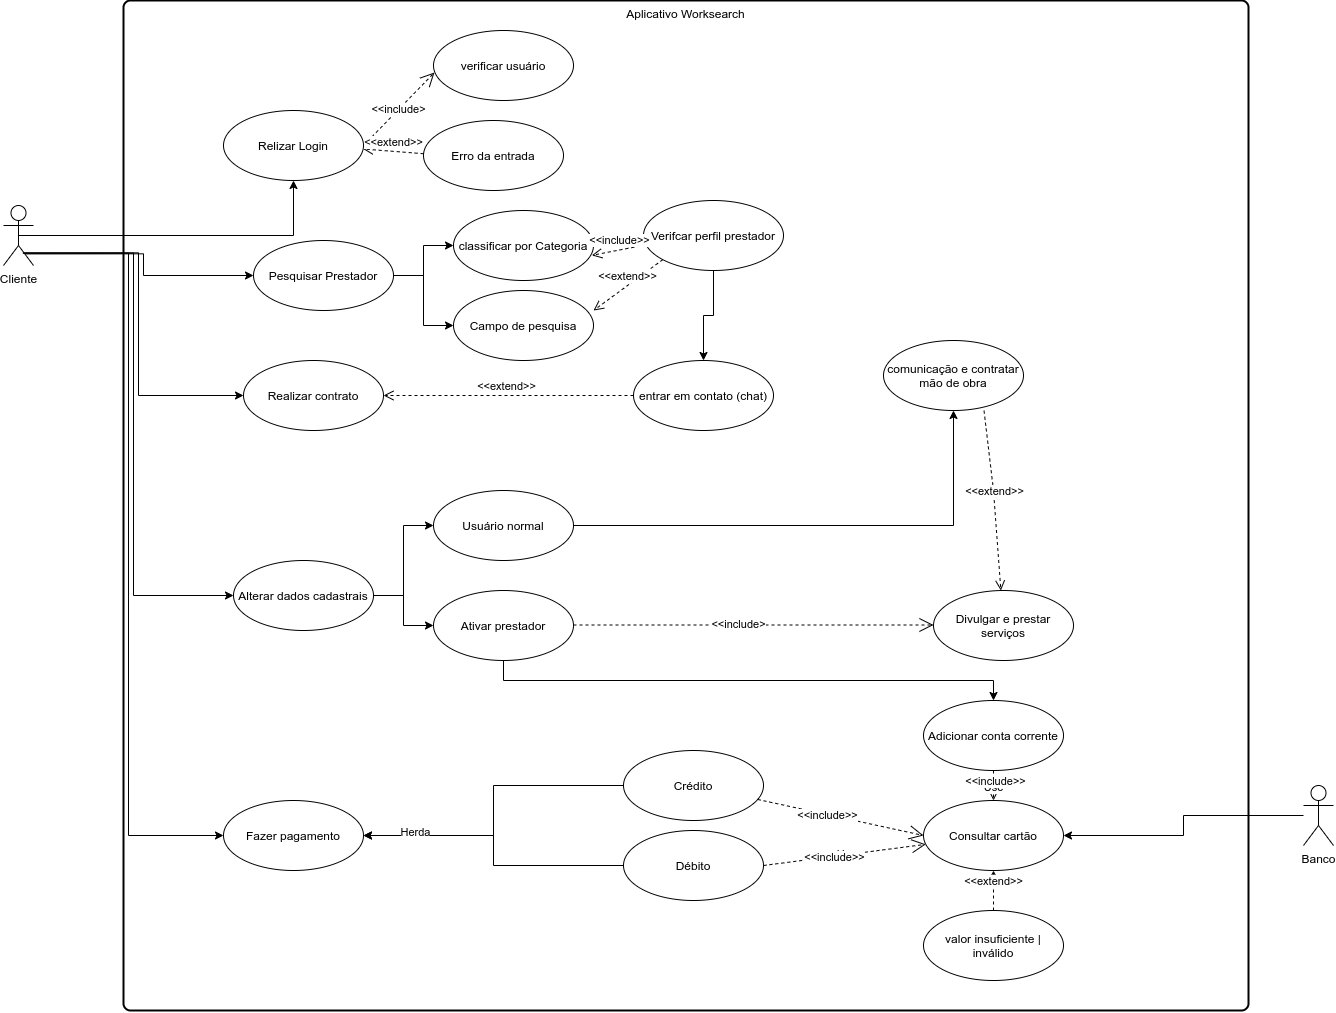 Aplicativo Worksearch
verificar usuário
<<include>
Relizar Login
<<extend>>
Erro da entrada
Cliente
classificar por Categoria
<<include>>
Verifcar perfil prestador
Pesquisar Prestador
<<extend>>
Campo de pesquisa
comunicação e contratar
mão de obra
Realizar contrato
<<extend>>
entrar em contato (chat)
<<extend>>
Usuário normal
Alterar dados cadastrais
Ativar prestador
<<include>
Divulgar e prestar
serviços
Adicionar conta corrente
<<include>>
Crédito
<<include>>
Fazer pagamento
Herda
Consultar cartão
Banco
Débito
<<include>>
<<extend>>
valor insuficiente |
inválido